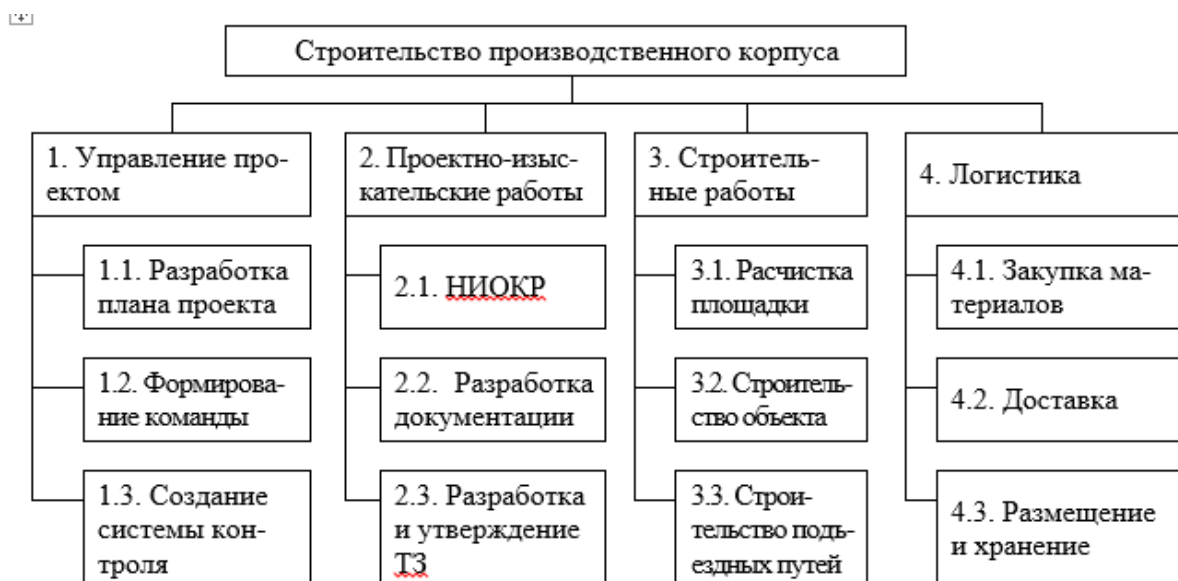 Строительство производственного корпуса
1. Управление про-
ектом
1.1. Разработка
плана проекта
1.2. Формирова-
ние команды
1.3. Создание
системы кон-
троля
2. Проектно-изыс-
кательские работы
2.1. НИОКР
2.2. Разработка
документации
2.3. Разработка
и утверждение
ТЗ
3. Строитель-
ные работы
3.1. Расчистка
площадки
3.2. Строитель-
ство объекта
3.3. Строи-
тельство подъ-
ездных путей
4. Логистика
4.1. Закупка ма-
териалов
4.2. Доставка
4.3. Размещение
и хранение